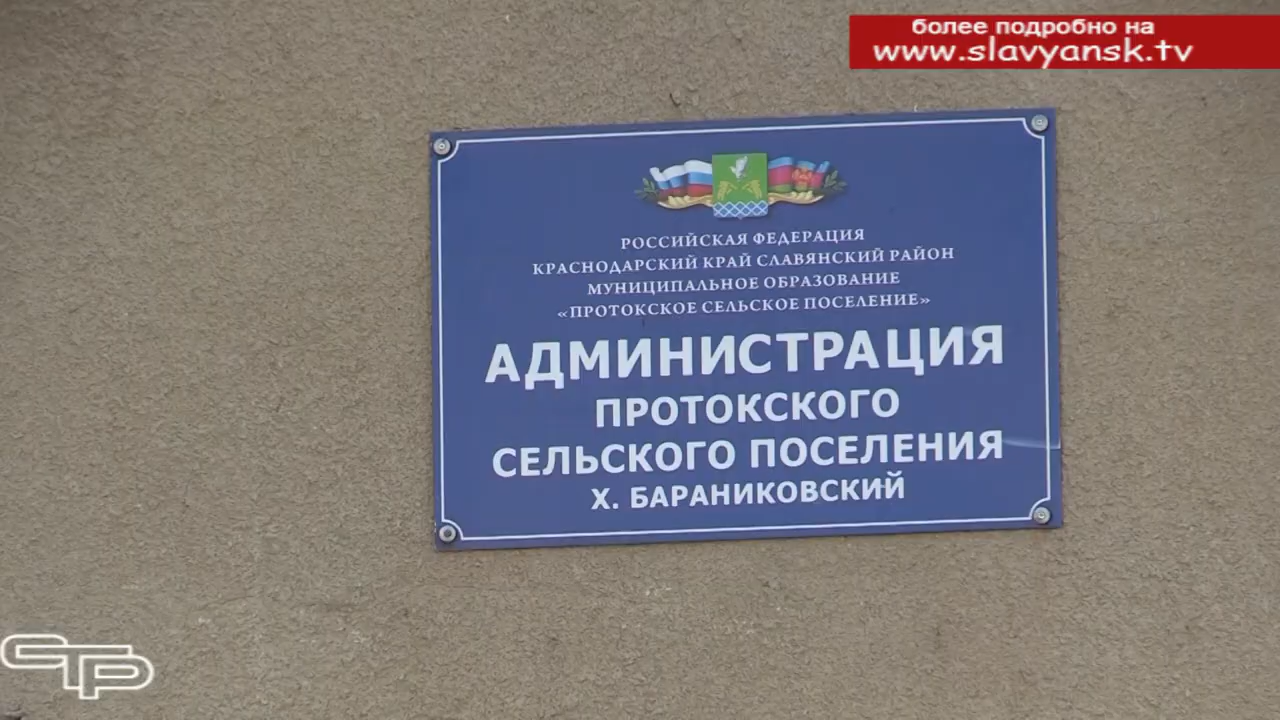 более подробно на
www.slavyansk.tv
РОССИЙСКАЯ ФЕДЕРАЦИЯ
КРАСНОДАРСКИЙ КРАЙ СЛАВЯНСКИЙ РАЙОН
МУНИЦИПАЛЬНОЕ ОБРАЗОВАНИЕ
«ПРОТОКСКОЕ СЕЛЬСКОЕ ПОСЕЛЕНИЕ»
АДМИНИСТРАЦИЯ
ПРОТОКСКОГО
СЕЛЬСКОГО ПОСЕЛЕНИЯ
Х. БАРАНИКОВСКИЙ
СТР